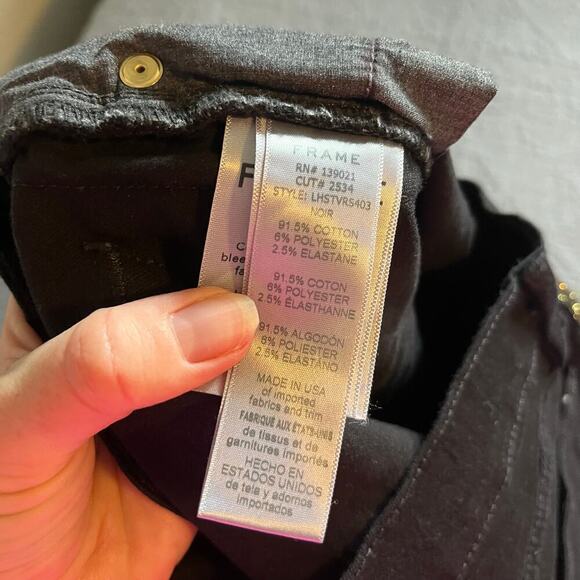 FRAME
RN# 139021
CUT# 2534
STYLE: LHSTVRS403
NOIR
91.5% COTTON
6% POLYESTER
2.5% ELASTANE
91.5% COTON
6% POLYESTER
2.5% ÉLASTHANNE
91.5% ALGODÓN
6% POLIESTER
2.5% ELASTANO
MADE IN USA
of imported
fabrics and trim
FABRIQUÉ AUX ÉTATS-UNIS
de tissus et de
garnitures importés
HECHO EN
ESTADOS UNIDOS
de tela y adornos
importados